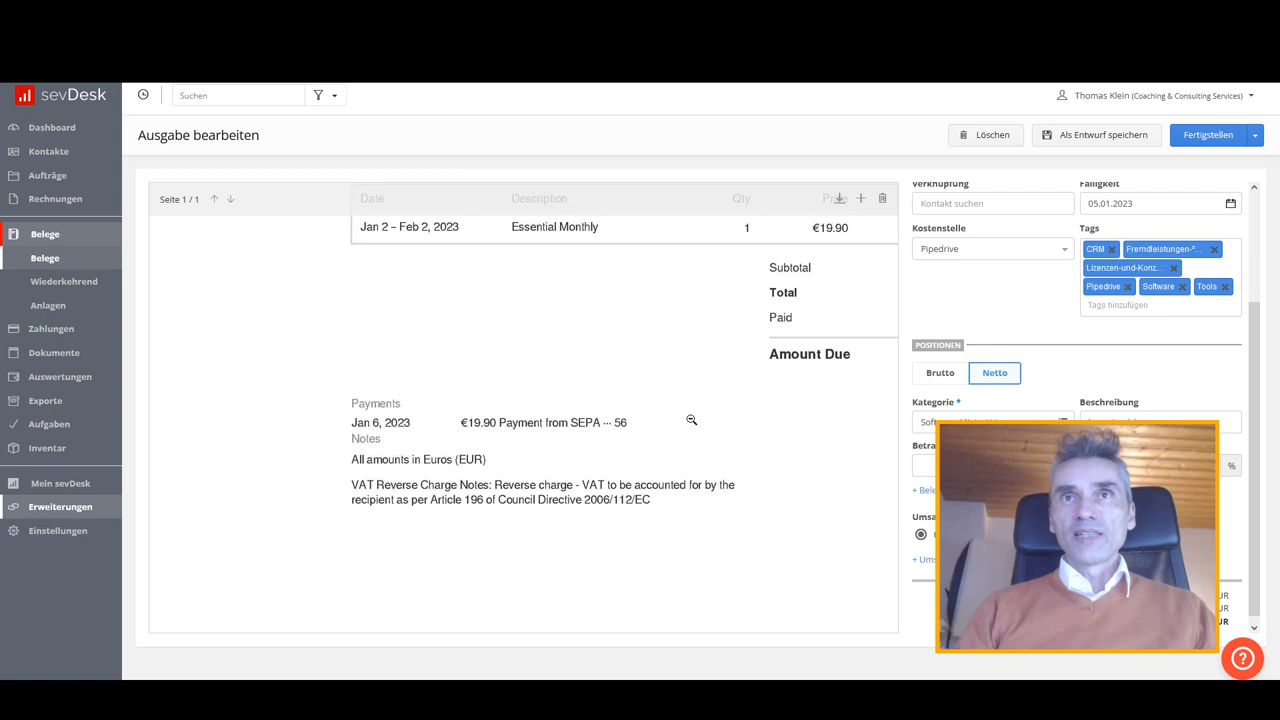 sevDesk
Suchen
Thomas Klein (Coaching & Consulting Services)
Dashboard
Kontakte
Aufträge
Rechnungen
Belege
Belege
Wiederkehrend
Anlagen
Zahlungen
Dokumente
Auswertungen
Exporte
Aufgaben
Inventar
Mein sevDesk
Erweiterungen
Einstellungen
Ausgabe bearbeiten
Löschen
Als Entwurf speichern
Fertigstellen
Seite 1 / 1
Date Description Qty Price
Jan 2 – Feb 2, 2023 Essential Monthly 1 €19.90
Subtotal
Total
Paid
Amount Due
Payments
Jan 6, 2023 €19.90 Payment from SEPA ··· 56
Notes
All amounts in Euros (EUR)
VAT Reverse Charge Notes: Reverse charge - VAT to be accounted for by the
recipient as per Article 196 of Council Directive 2006/112/EC
Verknüpfung Fälligkeit
Kontakt suchen 05.01.2023
Kostenstelle Tags
Pipedrive
CRM Fremdleistungen-
Lizenzen-und-Konz...
Pipedrive Software Tools
Tags hinzufügen
POSITIONEN
Brutto Netto
Kategorie * Beschreibung
Betra
%
+ Bele
Umsa
+ Ums
UR
UR
UR
?